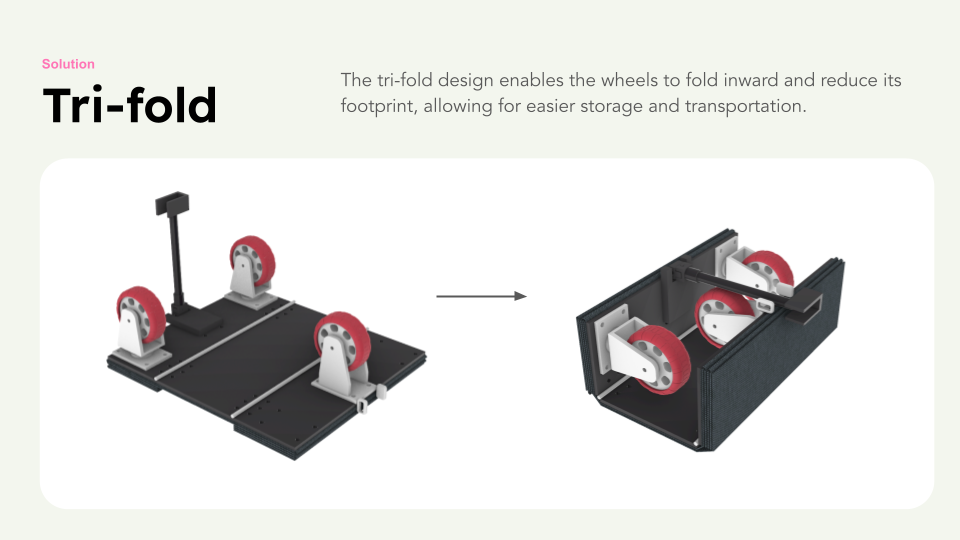 Solution
Tri-fold
The tri-fold design enables the wheels to fold inward and reduce its
footprint, allowing for easier storage and transportation.